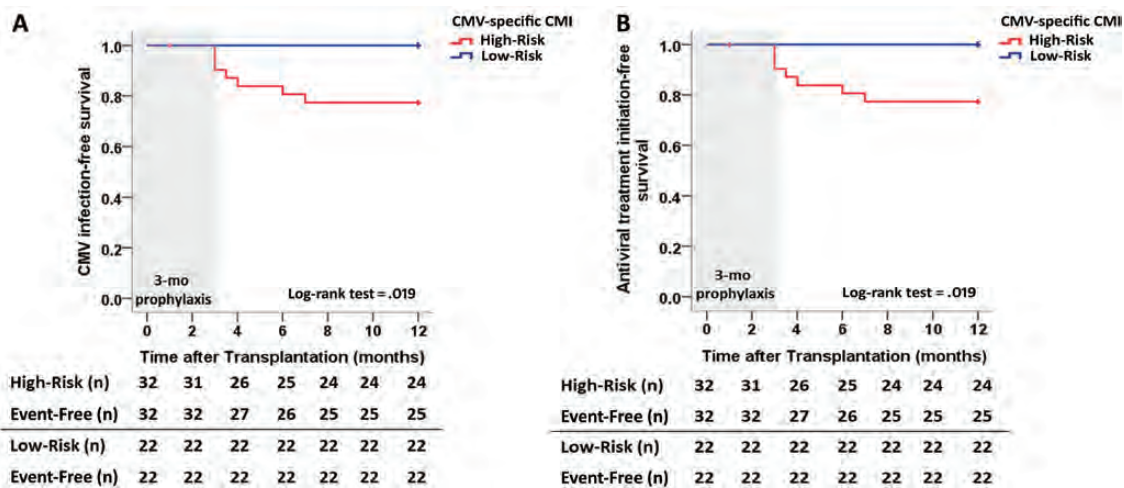 A
CMV-specific CMI
High-Risk
Low-Risk
CMV infection-free survival
1.0
0.8
0.6
0.4
0.2
0.0
3-mo
prophylaxis
Log-rank test = .019
0 2 4 6 8 10 12
Time after Transplantation (months)
High-Risk (n) 32 31 26 25 24 24 24
Event-Free (n) 32 32 27 26 25 25 25
Low-Risk (n) 22 22 22 22 22 22 22
Event-Free (n) 22 22 22 22 22 22 22
B
CMV-specific CMI
High-Risk
Low-Risk
Antiviral treatment initiation-free
survival
1.0
0.8
0.6
0.4
0.2
0.0
3-mo
prophylaxis
Log-rank test = .019
0 2 4 6 8 10 12
Time after Transplantation (months)
High-Risk (n) 32 31 26 25 24 24 24
Event-Free (n) 32 32 27 26 25 25 25
Low-Risk (n) 22 22 22 22 22 22 22
Event-Free (n) 22 22 22 22 22 22 22